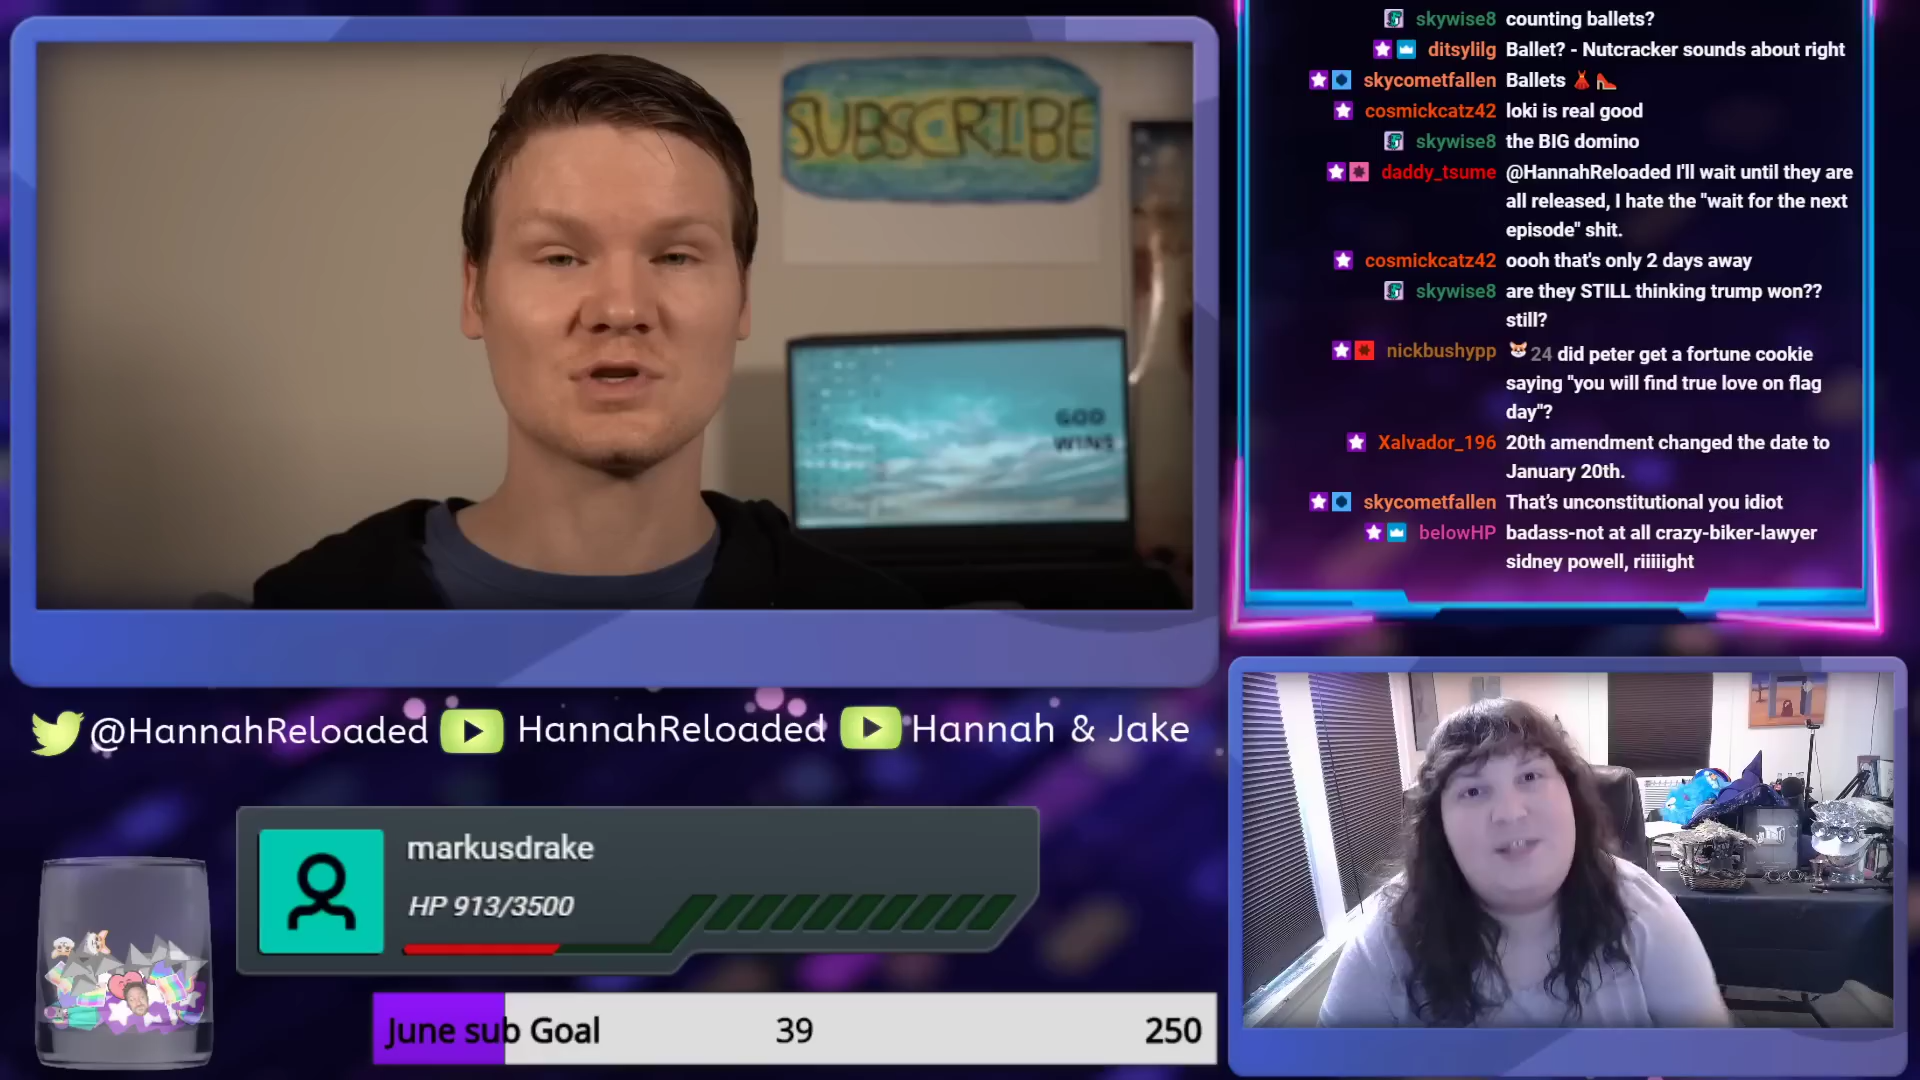 SUBSCRIBE
GOD
WINS
skywise8 counting ballets?
ditsylilg Ballet? - Nutcracker sounds about right
skycometfallen Ballets
cosmickcatz42 loki is real good
skywise8 the BIG domino
daddy_tsume @HannahReloaded I'll wait until they are
all released, I hate the "wait for the next
episode" shit.
cosmickcatz42 oooh that's only 2 days away
skywise8 are they STILL thinking trump won??
still?
nickbushypp 24 did peter get a fortune cookie
saying "you will find true love on flag
day"?
Xalvador_196 20th amendment changed the date to
January 20th.
skycometfallen That's unconstitutional you idiot
belowHP badass-not at all crazy-biker-lawyer
sidney powell, riiiiight
@HannahReloaded HannahReloaded Hannah & Jake
markusdrake
HP 913/3500
June sub Goal 39 250